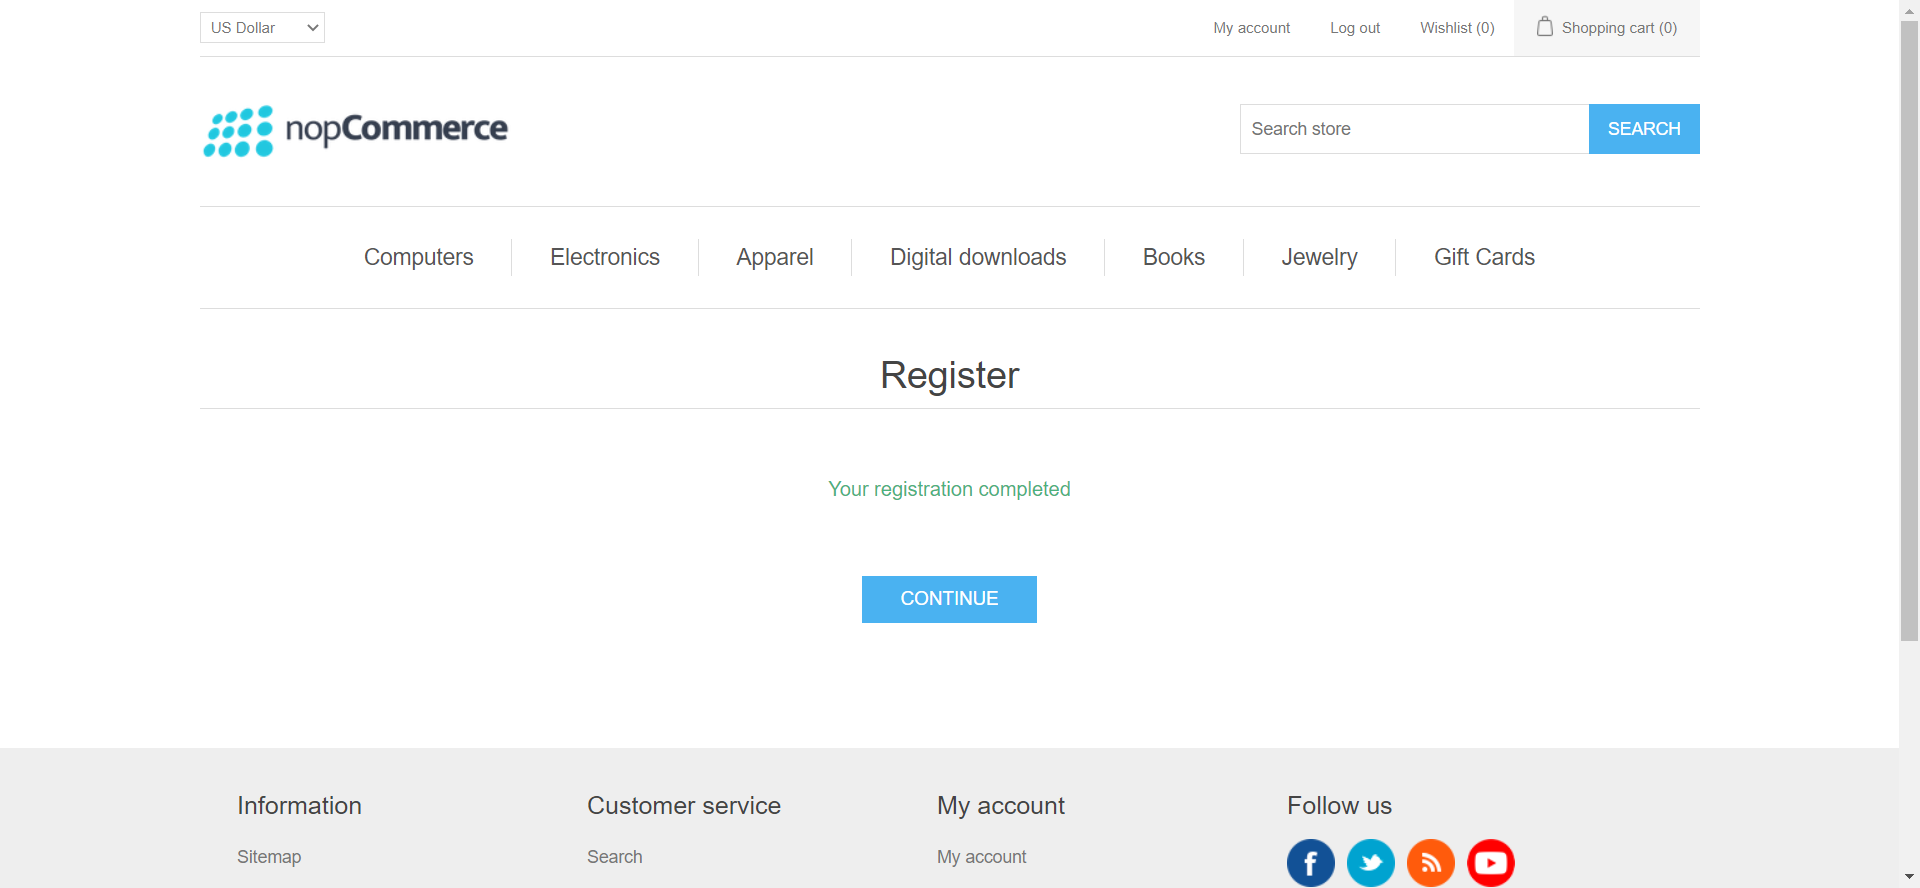 US Dollar
My account
Log out
Wishlist (0)
Shopping cart (0)
nopCommerce
Search store
SEARCH
Computers
Electronics
Apparel
Digital downloads
Books
Jewelry
Gift Cards
Register
Your registration completed
CONTINUE
Information
Customer service
My account
Follow us
Sitemap
Search
My account